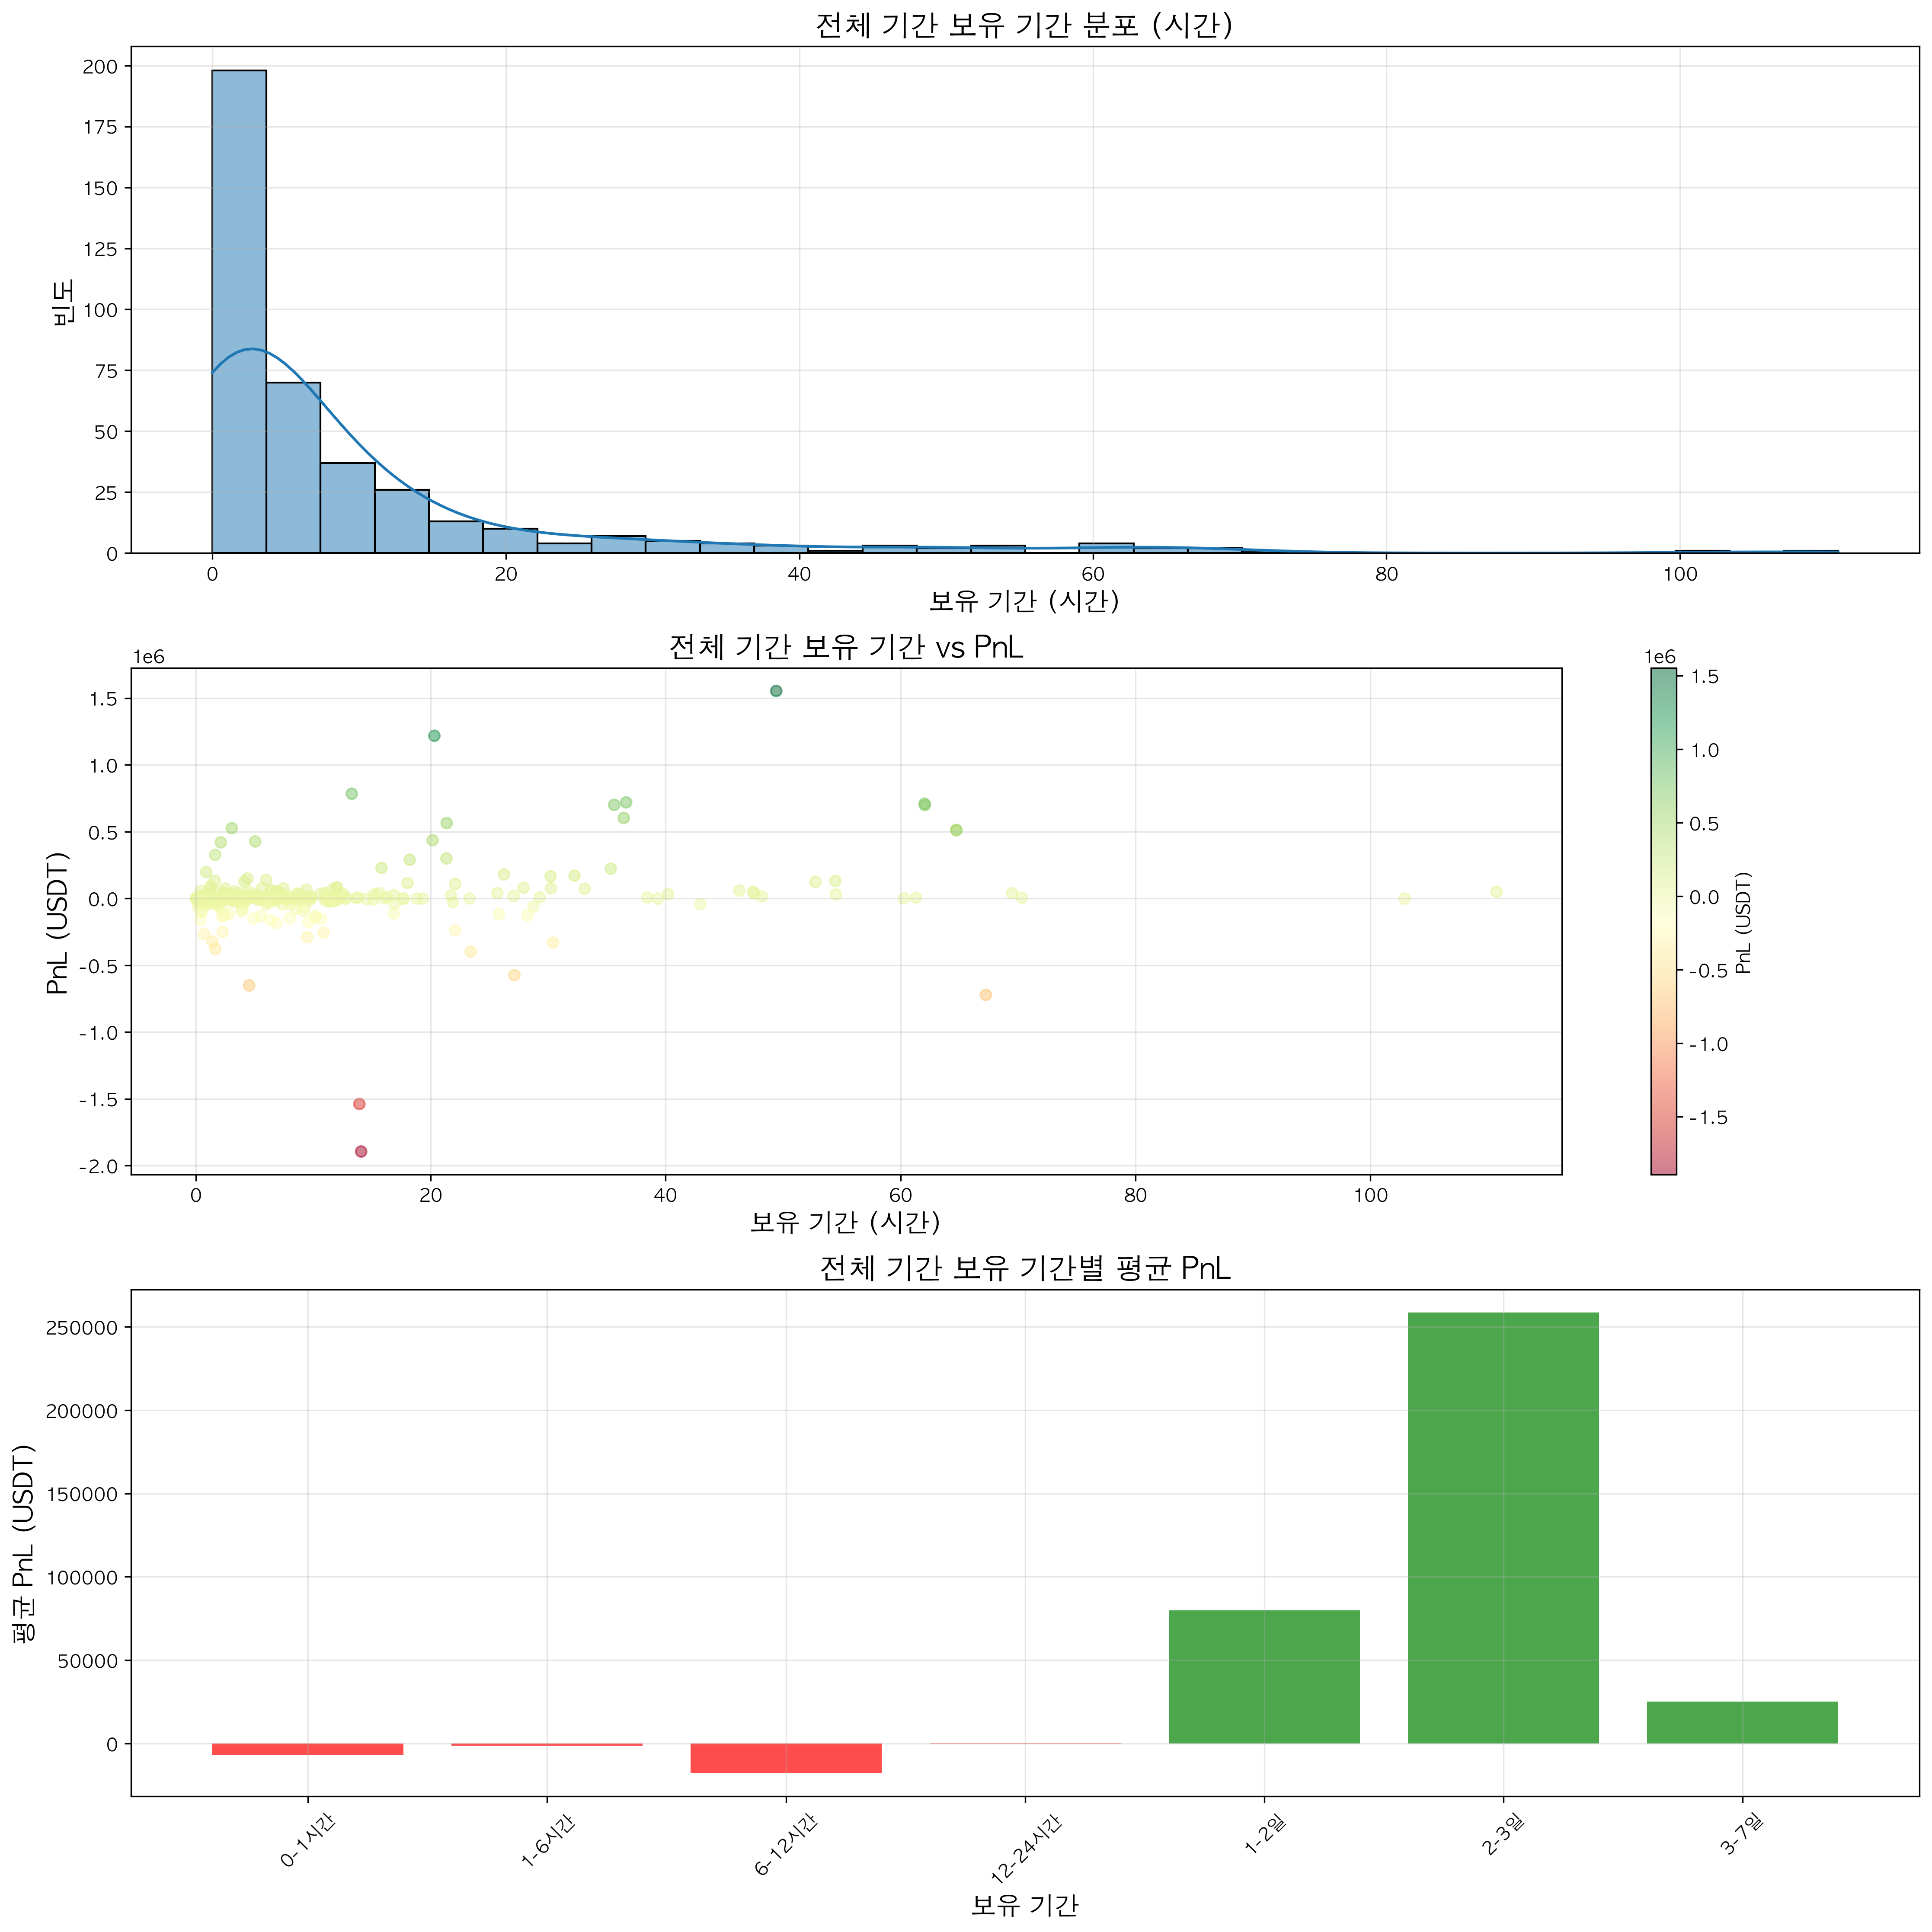 전체 기간 보유 기간 분포 (시간)
200
175
150
125
100
75
50
25
0
빈도
0 20 40 60 80 100
보유 기간 (시간)
전체 기간 보유 기간 vs PnL
1e6
1.5
1.0
0.5
0.0
-0.5
-1.0
-1.5
-2.0
PnL (USDT)
0 20 40 60 80 100
보유 기간 (시간)
1e6
1.5
1.0
0.5
0.0
-0.5
-1.0
-1.5
PnL (USDT)
전체 기간 보유 기간별 평균 PnL
250000
200000
150000
100000
50000
0
평균 PnL (USDT)
0-1시간 1-6시간 6-12시간 12-24시간 1-2일 2-3일 3-7일
보유 기간